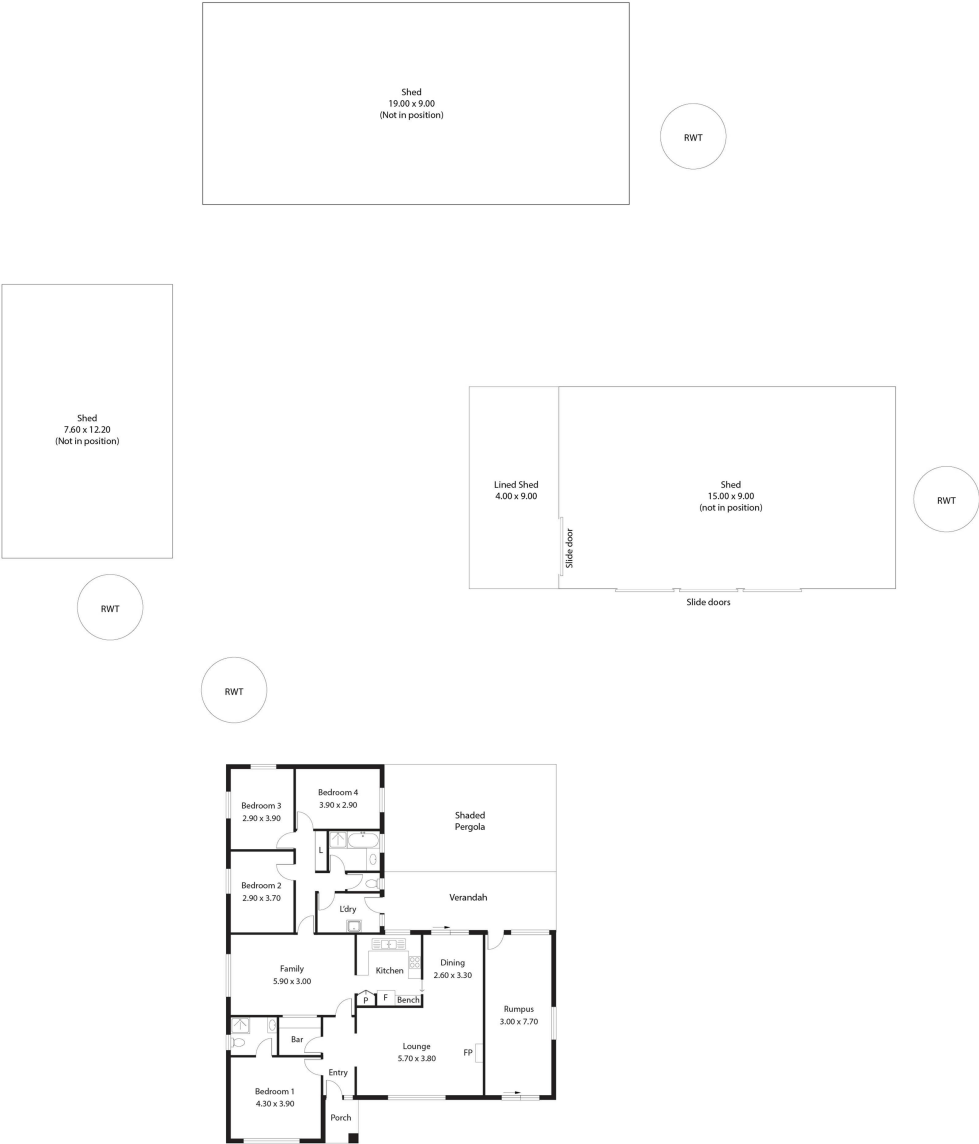 Shed
19.00 x 9.00
(Not in position)
RWT
Shed
7.60 x 12.20
(Not in position)
Lined Shed
4.00 x 9.00
Shed
15.00 x 9.00
(not in position)
RWT
Slide door
Slide doors
RWT
RWT
Bedroom 3
2.90 x 3.90
Bedroom 4
3.90 x 2.90
Shaded
Pergola
L
Bedroom 2
2.90 x 3.70
L'dry
Verandah
Family
5.90 x 3.00
Kitchen
Dining
2.60 x 3.30
P
F
Bench
Rumpus
3.00 x 7.70
Bar
Lounge
5.70 x 3.80
FP
Entry
Bedroom 1
4.30 x 3.90
Porch